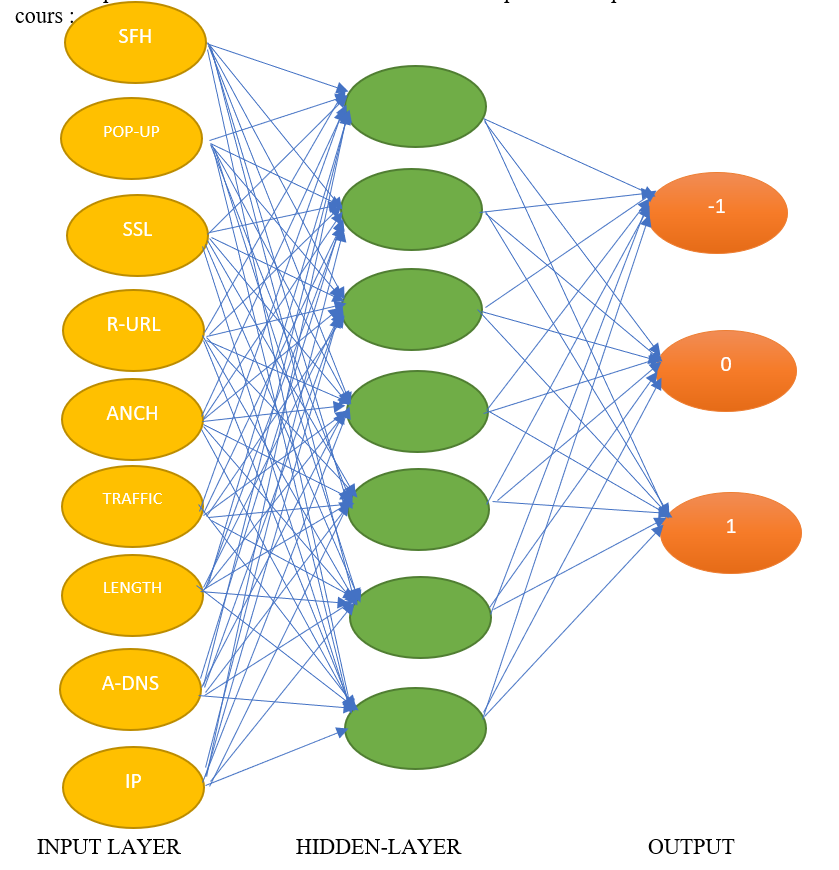 cours :
SFH
POP-UP
SSL
R-URL
ANCH
TRAFFIC
LENGTH
A-DNS
IP
-1
0
1
INPUT LAYER
HIDDEN-LAYER
OUTPUT